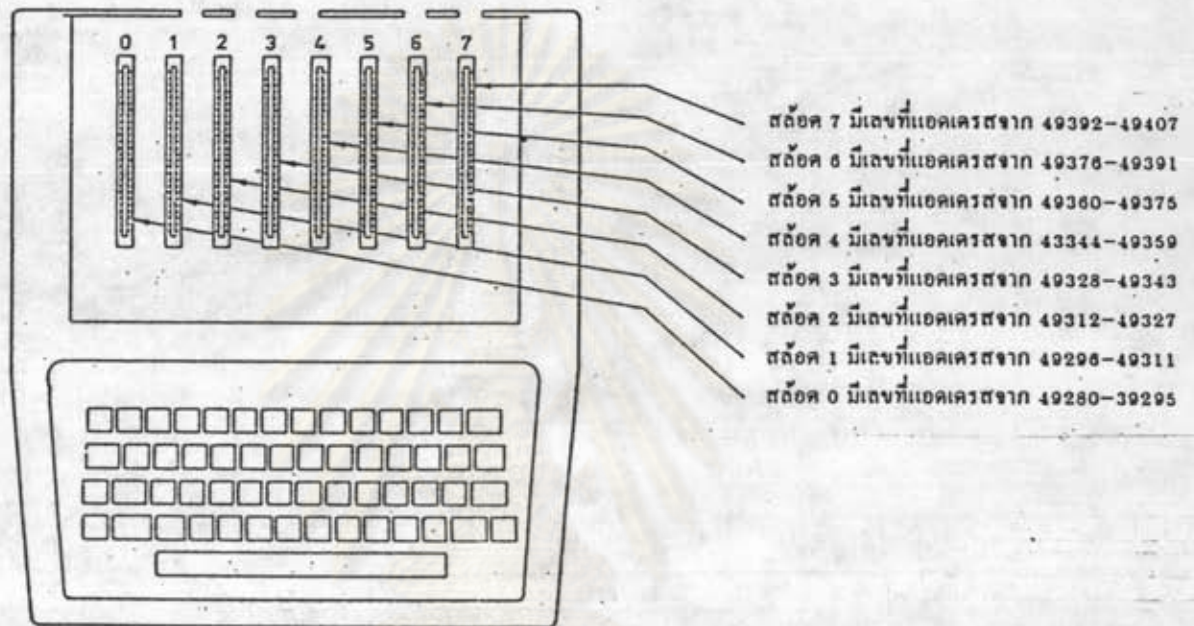 0 1 2 3 4 5 6 7
สล้อต 7 มีเลขที่แอดเดรสจาก 49392-49407
สล้อต 6 มีเลขที่แอดเดรสจาก 49376-49391
สล้อต 5 มีเลขที่แอดเดรสจาก 49360-49375
สล้อต 4 มีเลขที่แอดเดรสจาก 43344-49359
สล้อต 3 มีเลขที่แอดเดรสจาก 49328-49343
สล้อต 2 มีเลขที่แอดเดรสจาก 49312-49327
สล้อต 1 มีเลขที่แอดเดรสจาก 49296-49311
สล้อต 0 มีเลขที่แอดเดรสจาก 49280-39295